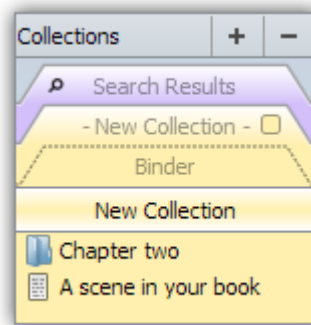 Collections + −
Search Results
- New Collection -
Binder
New Collection
Chapter two
A scene in your book